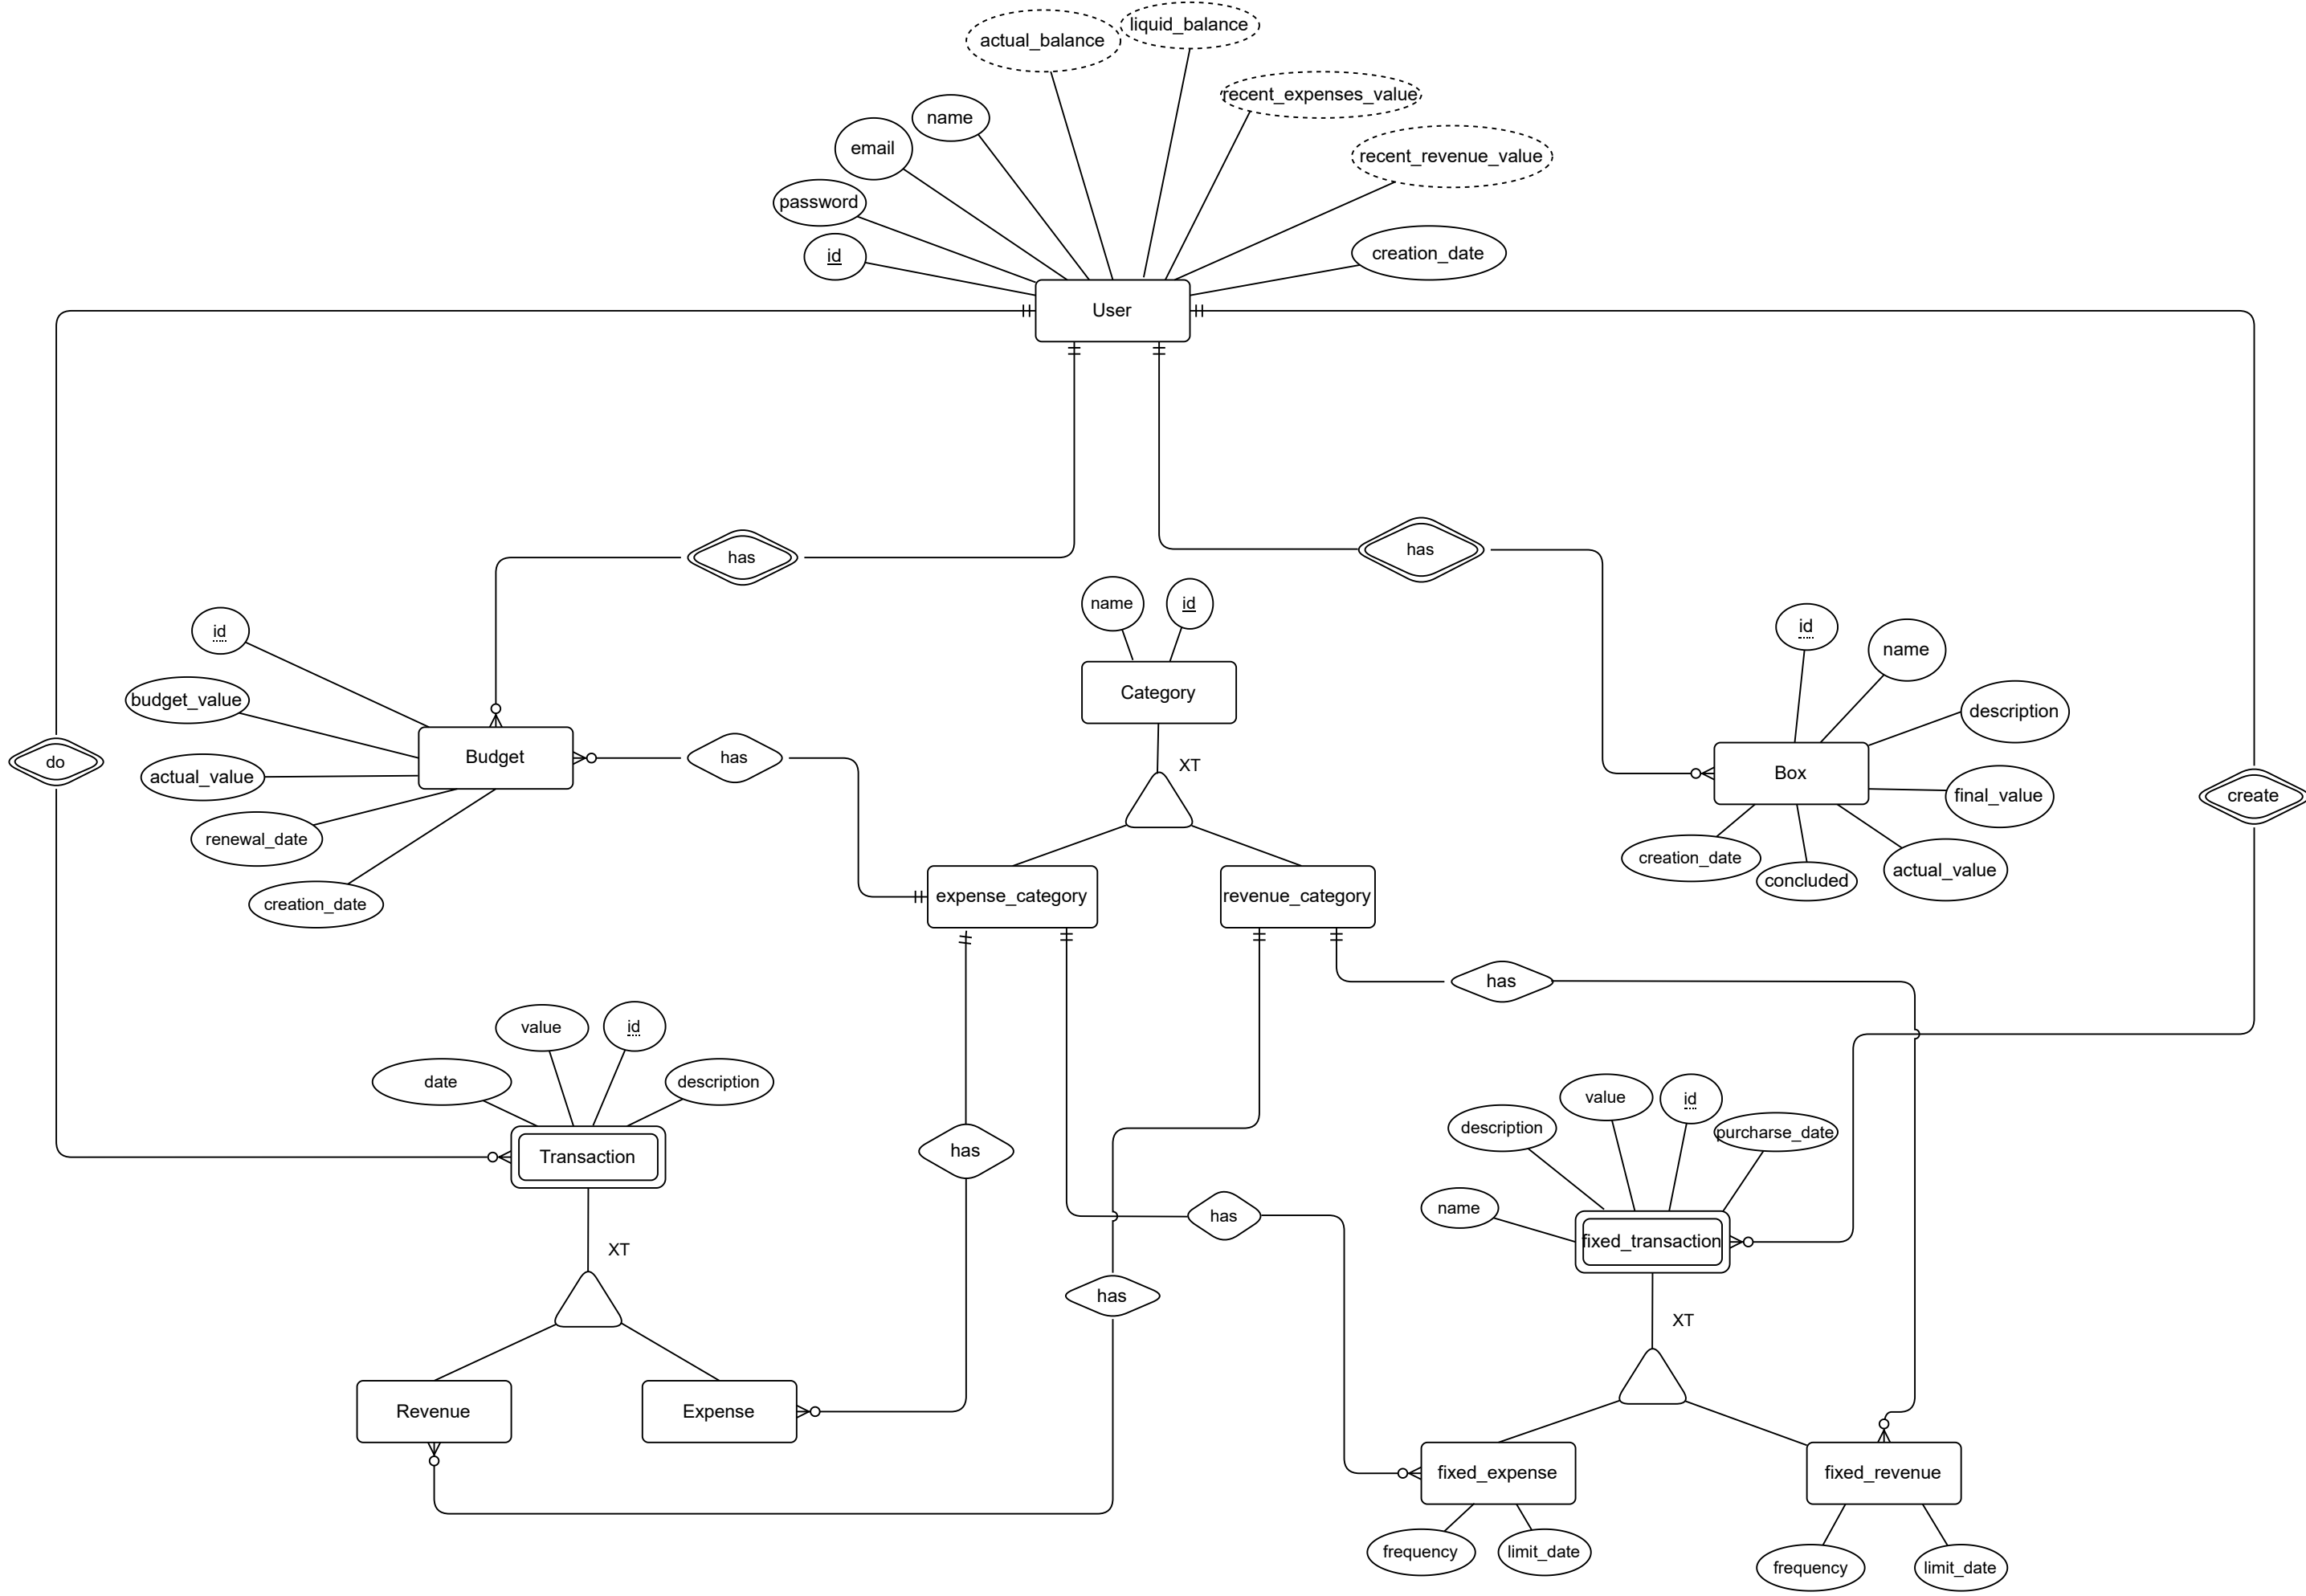 liquid_balance
actual_balance
recent_expenses_value
name
email
recent_revenue_value
password
creation_date
id
User
has
has
name
id
id
id
name
budget_value
Category
description
Budget
has
XT
Box
do
actual_value
final_value
create
renewal_date
creation_date
concluded
actual_value
creation_date
expense_category
revenue_category
has
value
id
date
description
value
id
description
purcharse_date
has
Transaction
name
has
fixed_transaction
XT
has
XT
Revenue
Expense
fixed_expense
fixed_revenue
frequency
limit_date
frequency
limit_date